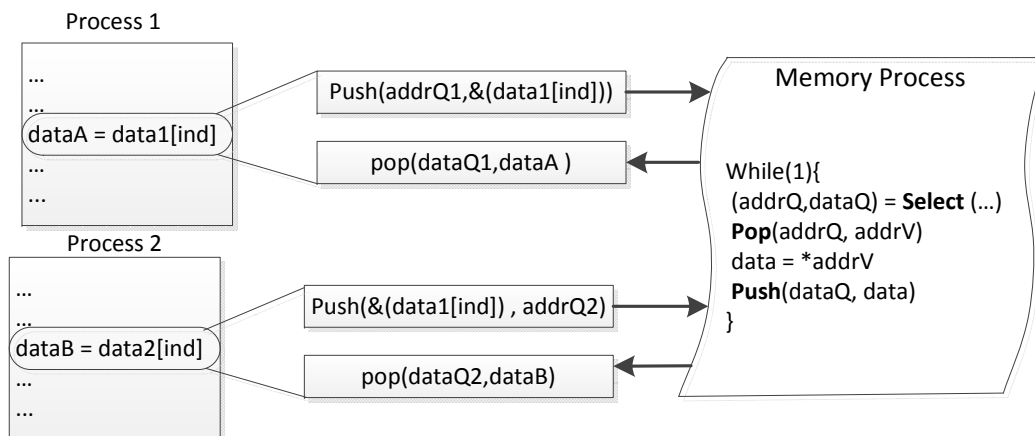 Process 1
...
...
dataA = data1[ind]
...
...
Push(addrQ1,&(data1[ind]))
pop(dataQ1,dataA )
Process 2
...
...
dataB = data2[ind]
...
...
Push(&(data1[ind]) , addrQ2)
pop(dataQ2,dataB)
Memory Process
While(1){
(addrQ,dataQ) = Select (...)
Pop(addrQ, addrV)
data = *addrV
Push(dataQ, data)
}